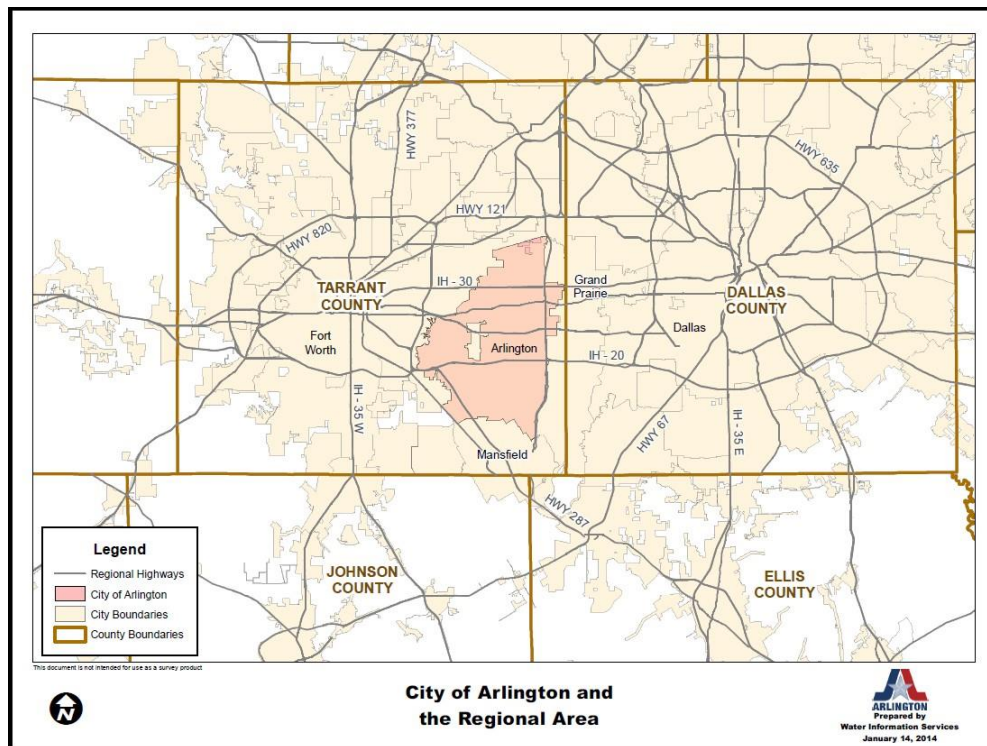 HWY 377
HWY 635
HWY 121
HWY 820
IH - 30
TARRANT
COUNTY
Grand
Prairne
DALLAS
COUNTY
Fort
Worth
Arlington
Dallas
IH - 20
IH - 35 W
HWY 67
IH - 35 E
Mansfield
HWY 287
JOHNSON
COUNTY
ELLIS
COUNTY
Legend
Regional Highways
City of Arlington
City Boundaries
County Boundaries
This document is not intended for use as a survey product
N
City of Arlington and
the Regional Area
ARLINGTON
Prepared by
Water Information Services
January 14, 2014